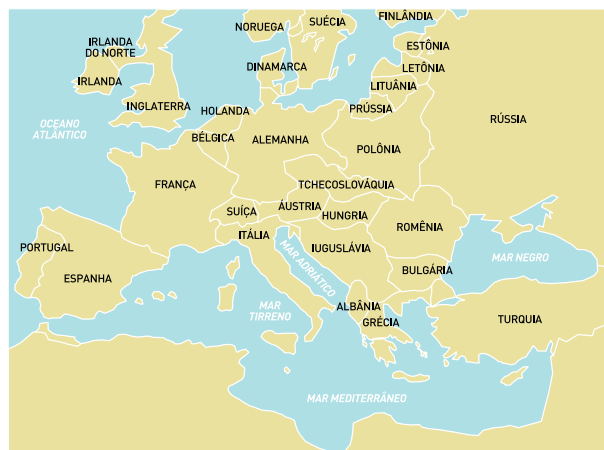 NORUEGA
SUÉCIA
FINLÂNDIA
ESTÔNIA
LETÔNIA
LITUÂNIA
PRÚSSIA
RÚSSIA
IRLANDA
DO NORTE
IRLANDA
DINAMARCA
INGLATERRA
HOLANDA
BÉLGICA
ALEMANHA
POLÔNIA
OCEANO
ATLÂNTICO
FRANÇA
TCHECOSLOVÁQUIA
SUÍÇA
ÁUSTRIA
HUNGRIA
ROMÊNIA
ITÁLIA
IUGUSLÁVIA
MAR ADRIÁTICO
BULGÁRIA
MAR NEGRO
PORTUGAL
ESPANHA
MAR
TIRRENO
ALBÂNIA
GRÉCIA
TURQUIA
MAR MEDITERRÂNEO